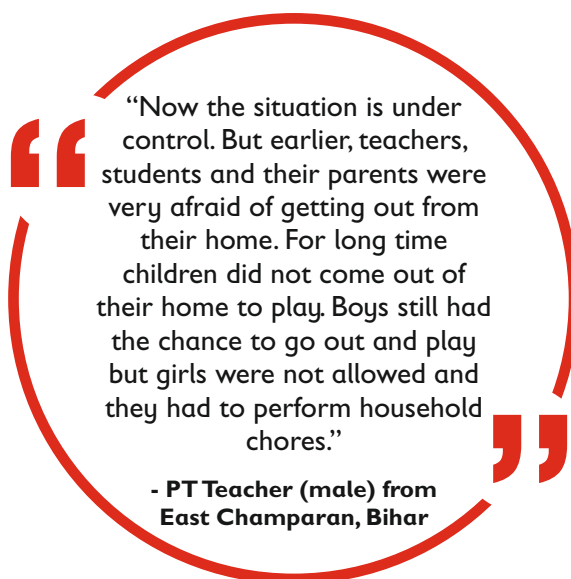 “Now the situation is under
control. But earlier, teachers,
students and their parents were
very afraid of getting out from
their home. For long time
children did not come out of
their home to play. Boys still had
the chance to go out and play
but girls were not allowed and
they had to perform household
chores.”
- PT Teacher (male) from
East Champaran, Bihar